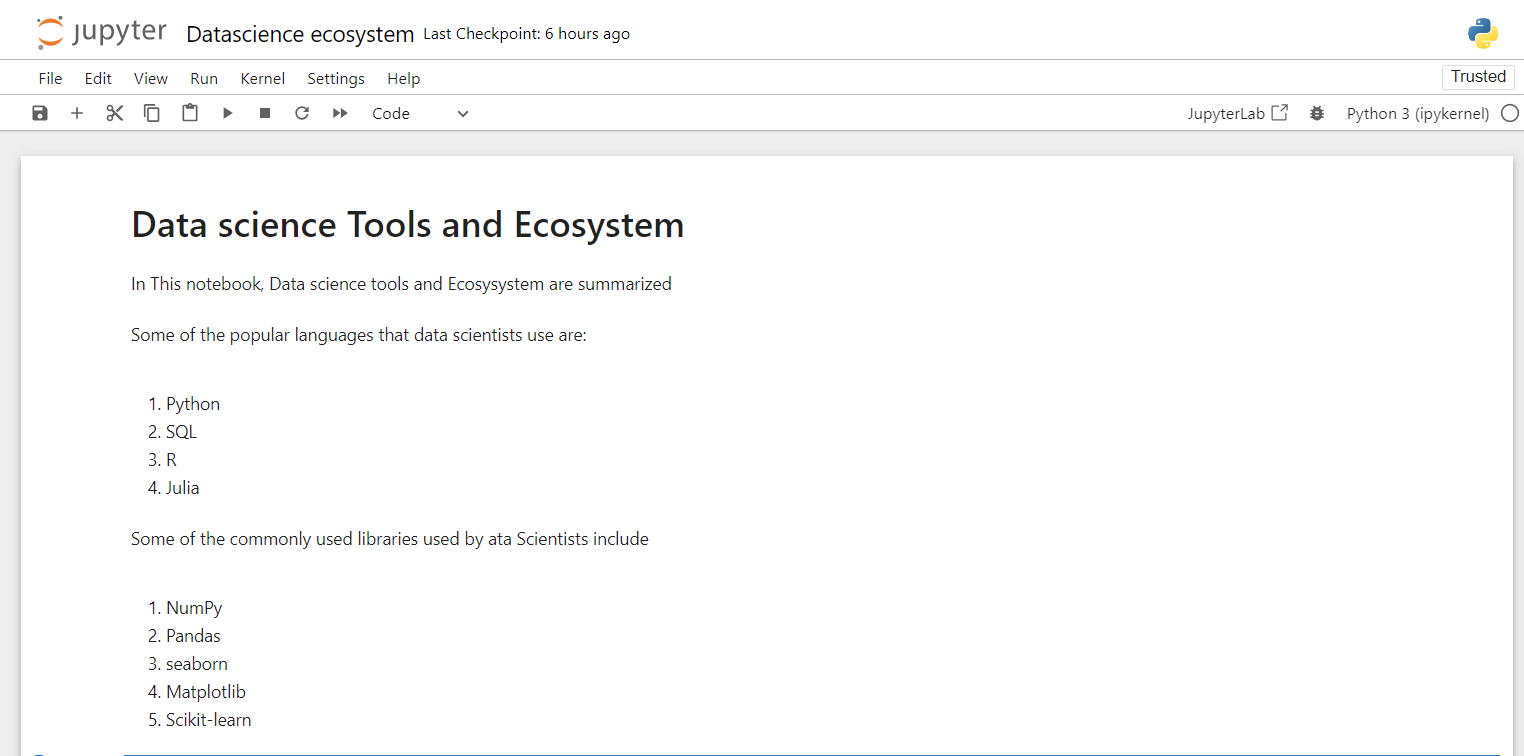 jupyter Datascience ecosystem Last Checkpoint: 6 hours ago
File Edit View Run Kernel Settings Help Trusted
Code JupyterLab Python 3 (ipykernel)
Data science Tools and Ecosystem
In This notebook, Data science tools and Ecosysystem are summarized
Some of the popular languages that data scientists use are:
1. Python
2. SQL
3. R
4. Julia
Some of the commonly used libraries used by ata Scientists include
1. NumPy
2. Pandas
3. seaborn
4. Matplotlib
5. Scikit-learn